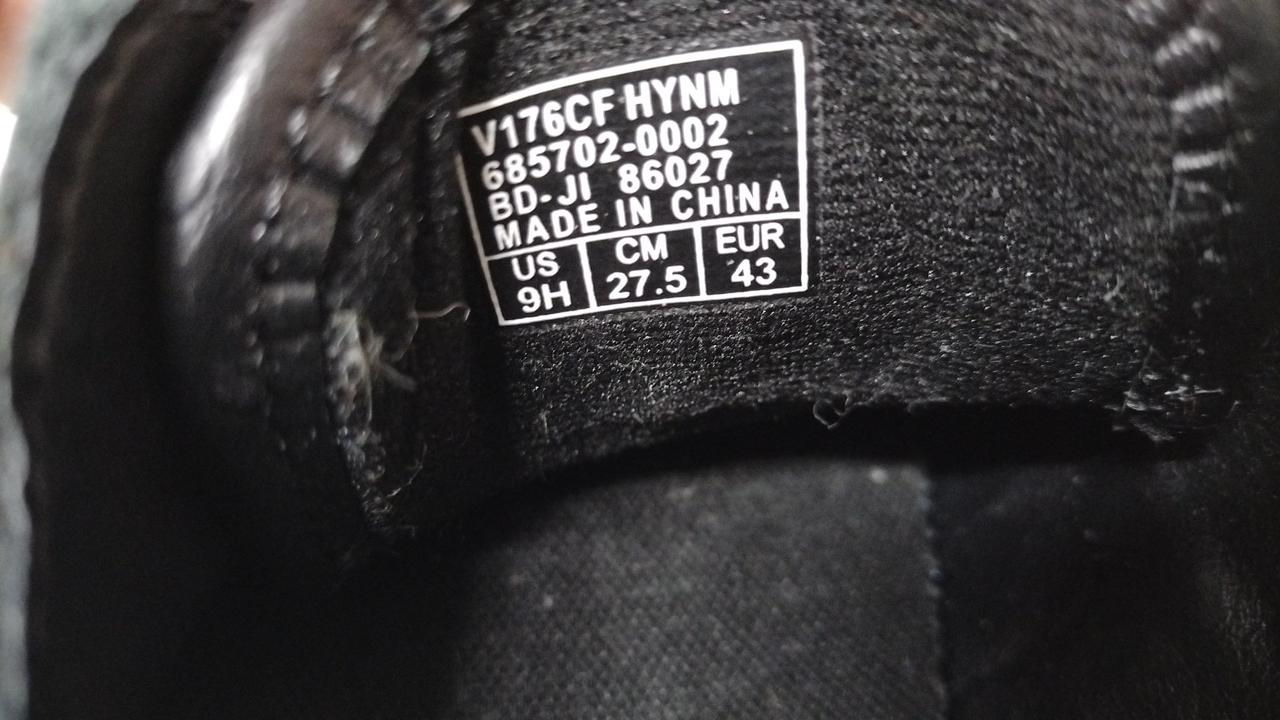 V176CF HYNM
685702-0002
BD-JI 86027
MADE IN CHINA
US CM EUR
9H 27.5 43